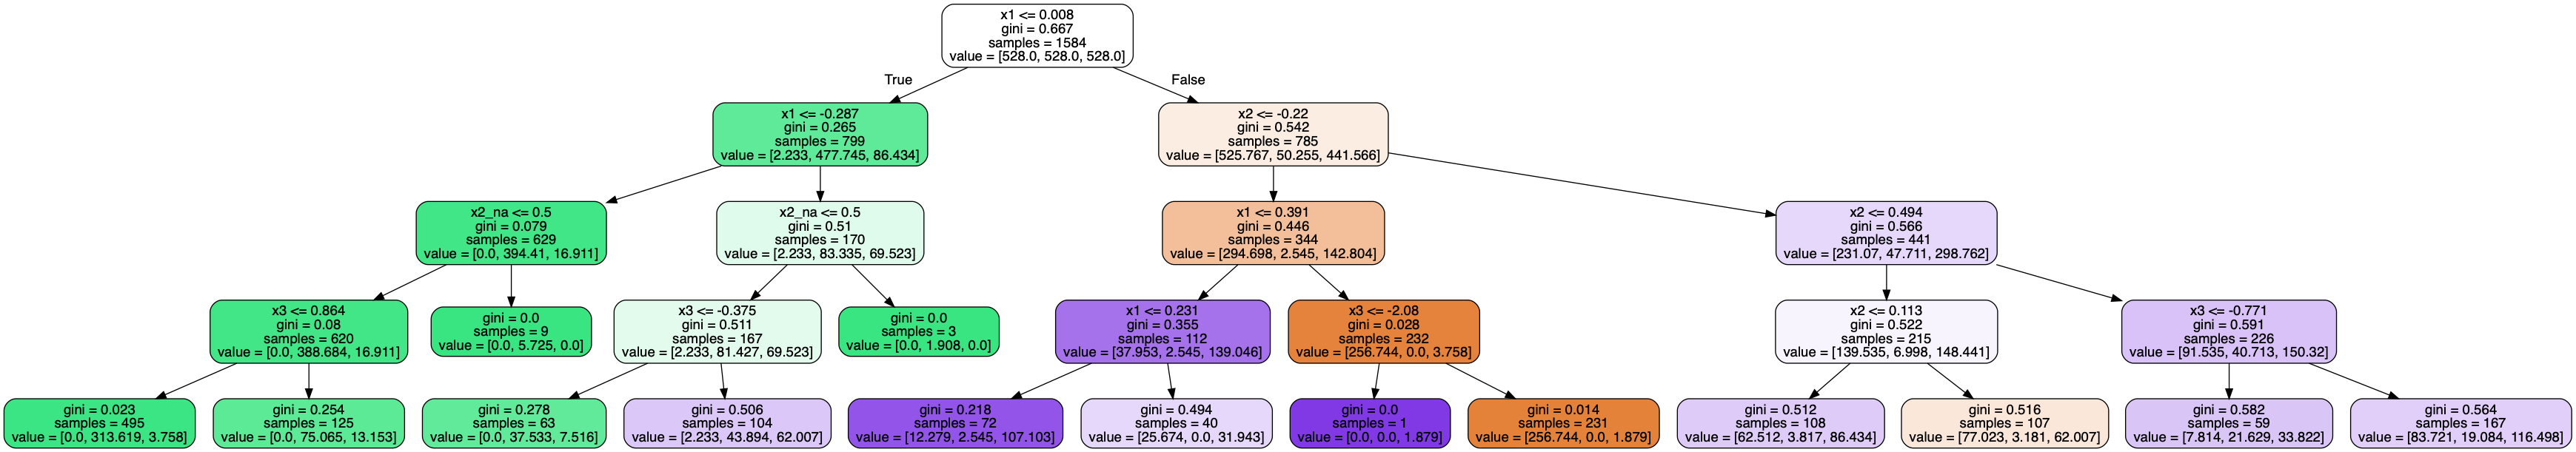 x1 <= 0.008
gini = 0.667
samples = 1584
value = [528.0, 528.0, 528.0]
True
False
x1 <= -0.287
gini = 0.265
samples = 799
value = [2.233, 477.745, 86.434]
x2 <= -0.22
gini = 0.542
samples = 785
value = [525.767, 50.255, 441.566]
x2_na <= 0.5
gini = 0.079
samples = 629
value = [0.0, 394.41, 16.911]
x2_na <= 0.5
gini = 0.51
samples = 170
value = [2.233, 83.335, 69.523]
x1 <= 0.391
gini = 0.446
samples = 344
value = [294.698, 2.545, 142.804]
x2 <= 0.494
gini = 0.566
samples = 441
value = [231.07, 47.711, 298.762]
x3 <= 0.864
gini = 0.08
samples = 620
value = [0.0, 388.684, 16.911]
gini = 0.0
samples = 9
value = [0.0, 5.725, 0.0]
x3 <= -0.375
gini = 0.511
samples = 167
value = [2.233, 81.427, 69.523]
gini = 0.0
samples = 3
value = [0.0, 1.908, 0.0]
x1 <= 0.231
gini = 0.355
samples = 112
value = [37.953, 2.545, 139.046]
x3 <= -2.08
gini = 0.028
samples = 232
value = [256.744, 0.0, 3.758]
x2 <= 0.113
gini = 0.522
samples = 215
value = [139.535, 6.998, 148.441]
x3 <= -0.771
gini = 0.591
samples = 226
value = [91.535, 40.713, 150.32]
gini = 0.023
samples = 495
value = [0.0, 313.619, 3.758]
gini = 0.254
samples = 125
value = [0.0, 75.065, 13.153]
gini = 0.278
samples = 63
value = [0.0, 37.533, 7.516]
gini = 0.506
samples = 104
value = [2.233, 43.894, 62.007]
gini = 0.218
samples = 72
value = [12.279, 2.545, 107.103]
gini = 0.494
samples = 40
value = [25.674, 0.0, 31.943]
gini = 0.0
samples = 1
value = [0.0, 0.0, 1.879]
gini = 0.014
samples = 231
value = [256.744, 0.0, 1.879]
gini = 0.512
samples = 108
value = [62.512, 3.817, 86.434]
gini = 0.516
samples = 107
value = [77.023, 3.181, 62.007]
gini = 0.582
samples = 59
value = [7.814, 21.629, 33.822]
gini = 0.564
samples = 167
value = [83.721, 19.084, 116.498]